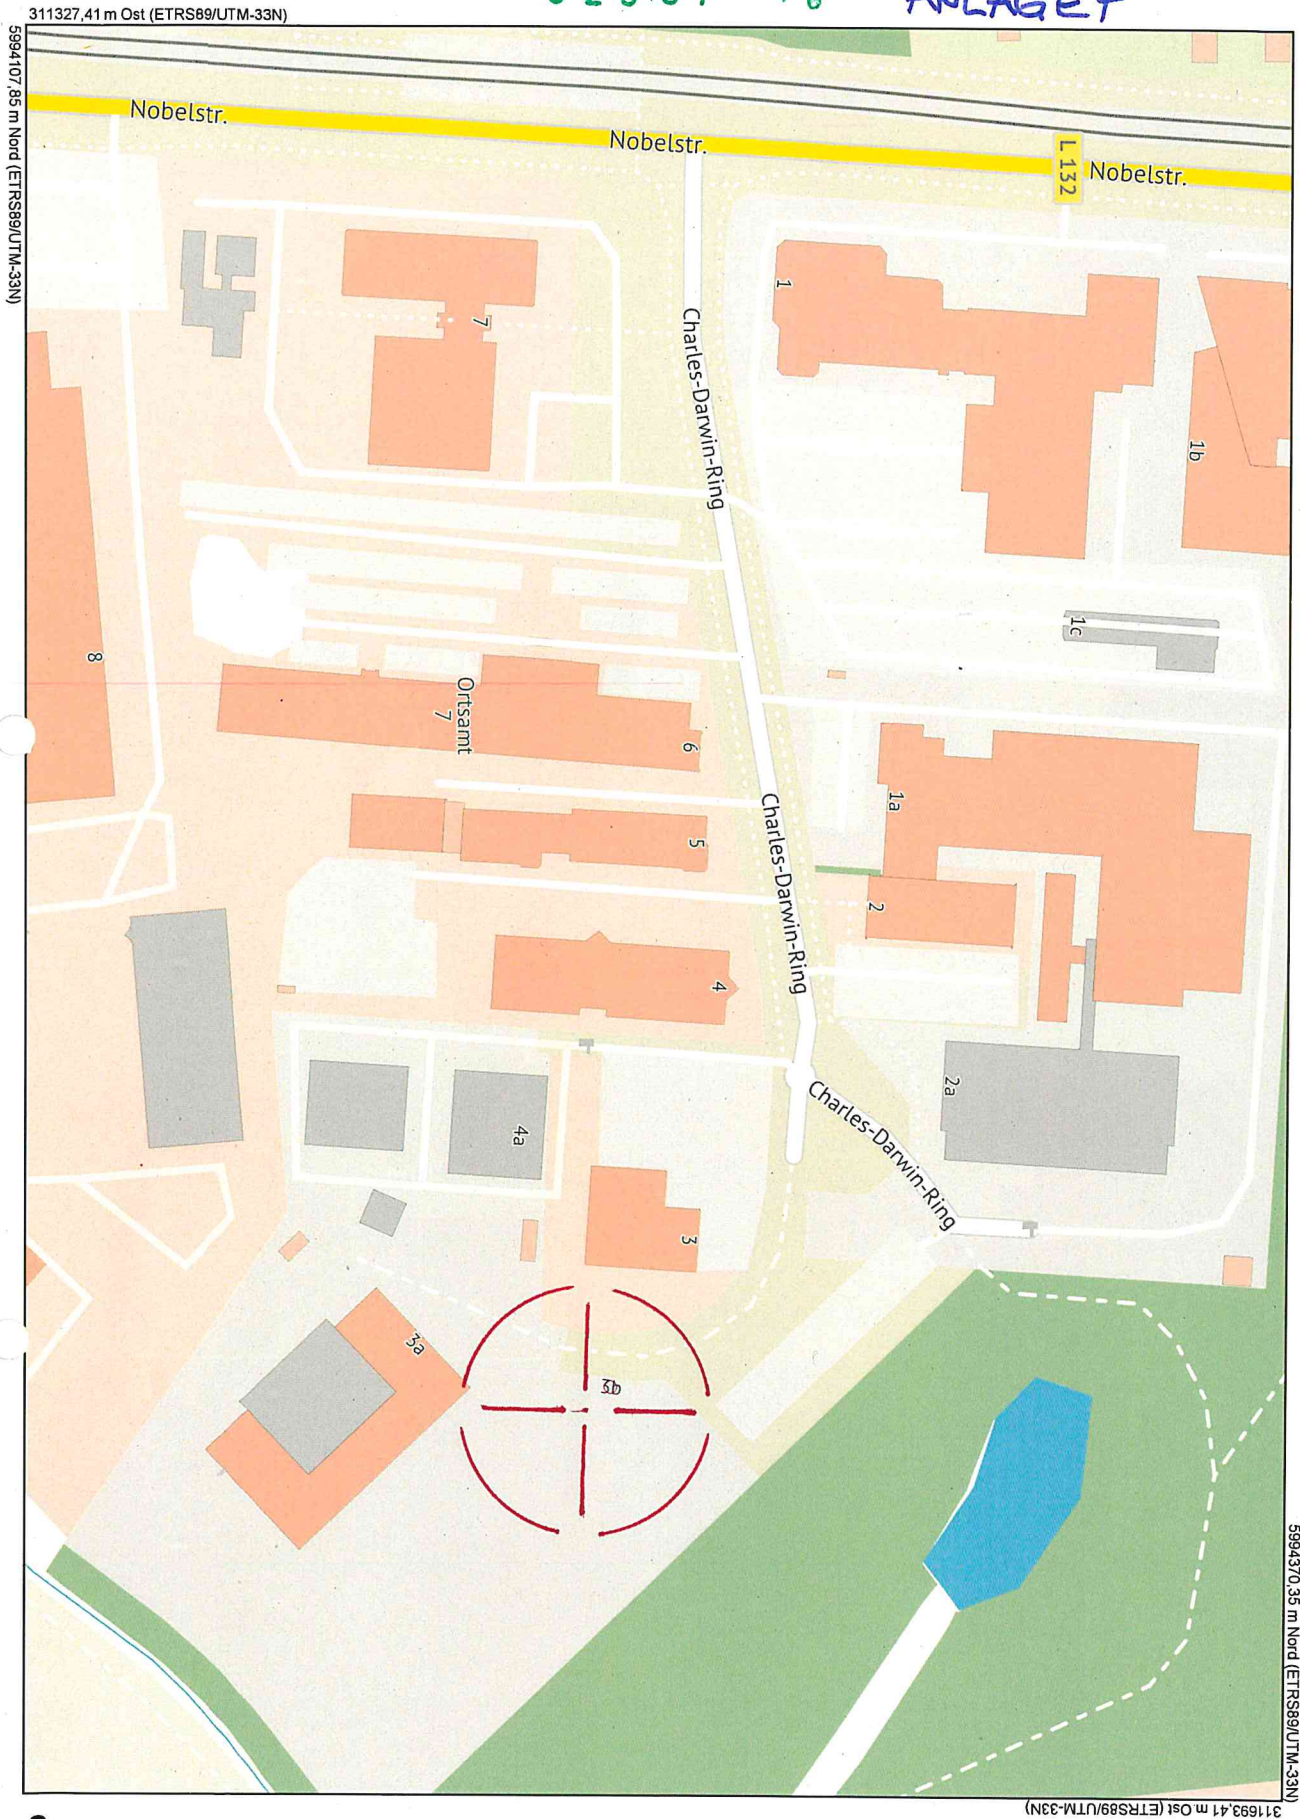 ANLAGE 1
311327,41 m Ost (ETRS89/UTM-33N)
5994107,85 m Nord (ETRS89/UTM-33N)
Nobelstr.
Nobelstr.
L 132
Nobelstr.
1
7
Charles-Darwin-Ring
1b
1c
8
Ortsamt
7
6
1a
5
Charles-Darwin-Ring
2
4
2a
4a
Charles-Darwin-Ring
3
3a
3b
5994370,35 m Nord (ETRS89/UTM-33N)
311693,41 m Ost (ETRS89/UTM-33N)